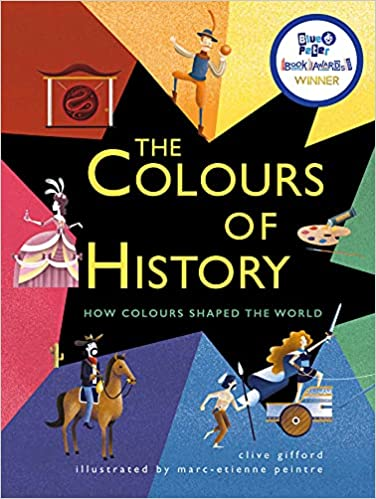 Blue Peter
BOOK AWARDS
WINNER
THE
COLOURS
OF
HISTORY
HOW COLOURS SHAPED THE WORLD
clive gifford
illustrated by marc-etienne peintre